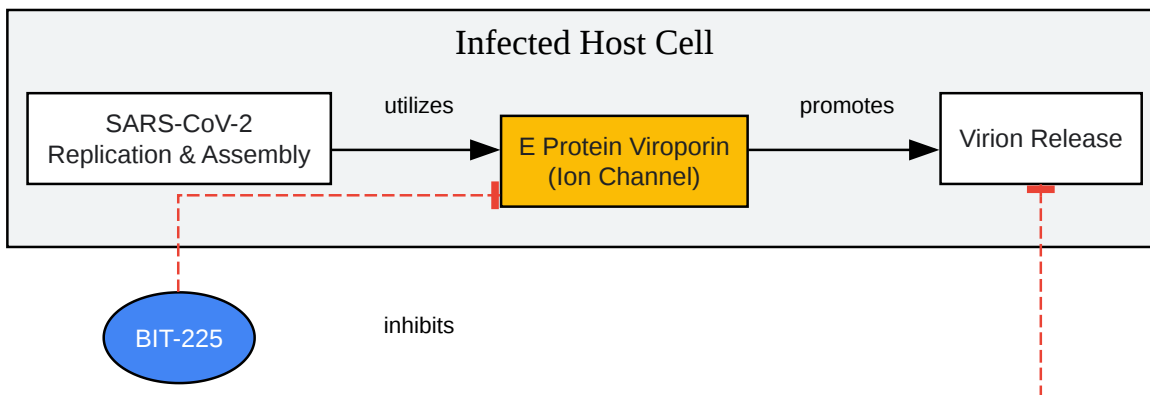 Infected Host Cell
utilizes
promotes
SARS-CoV-2
Replication & Assembly
E Protein Viroporin
(Ion Channel)
Virion Release
BIT-225
inhibits